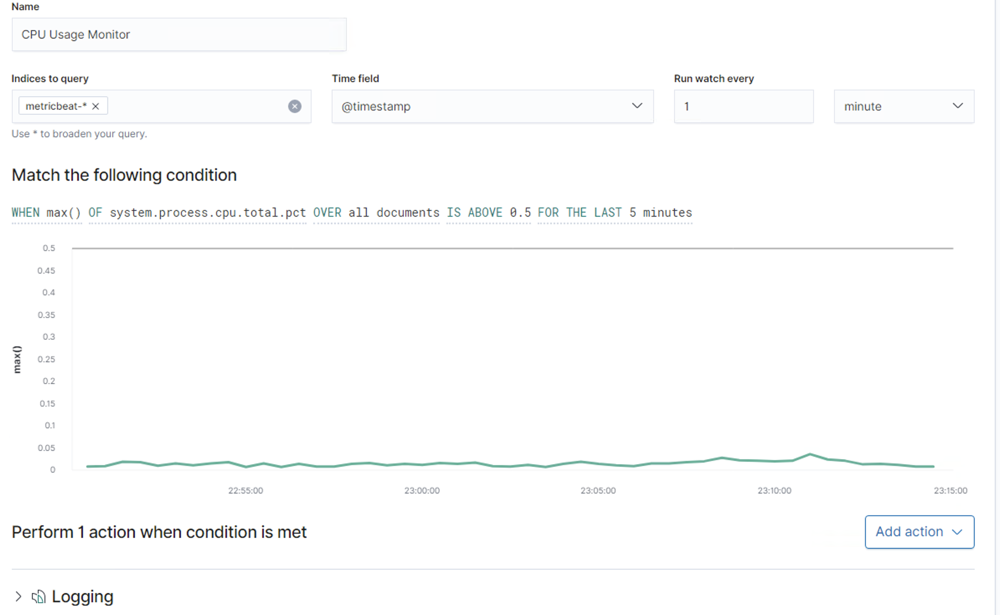 Name
CPU Usage Monitor
Indices to query Time field Run watch every
metricbeat-* @timestamp 1 minute
Use * to broaden your query.
Match the following condition
WHEN max() OF system.process.cpu.total.pct OVER all documents IS ABOVE 0.5 FOR THE LAST 5 minutes
0.5
0.45
0.4
0.35
0.3
0.25
0.2
0.15
0.1
0.05
0
max()
22:55:00 23:00:00 23:05:00 23:10:00 23:15:00
Perform 1 action when condition is met Add action
Logging